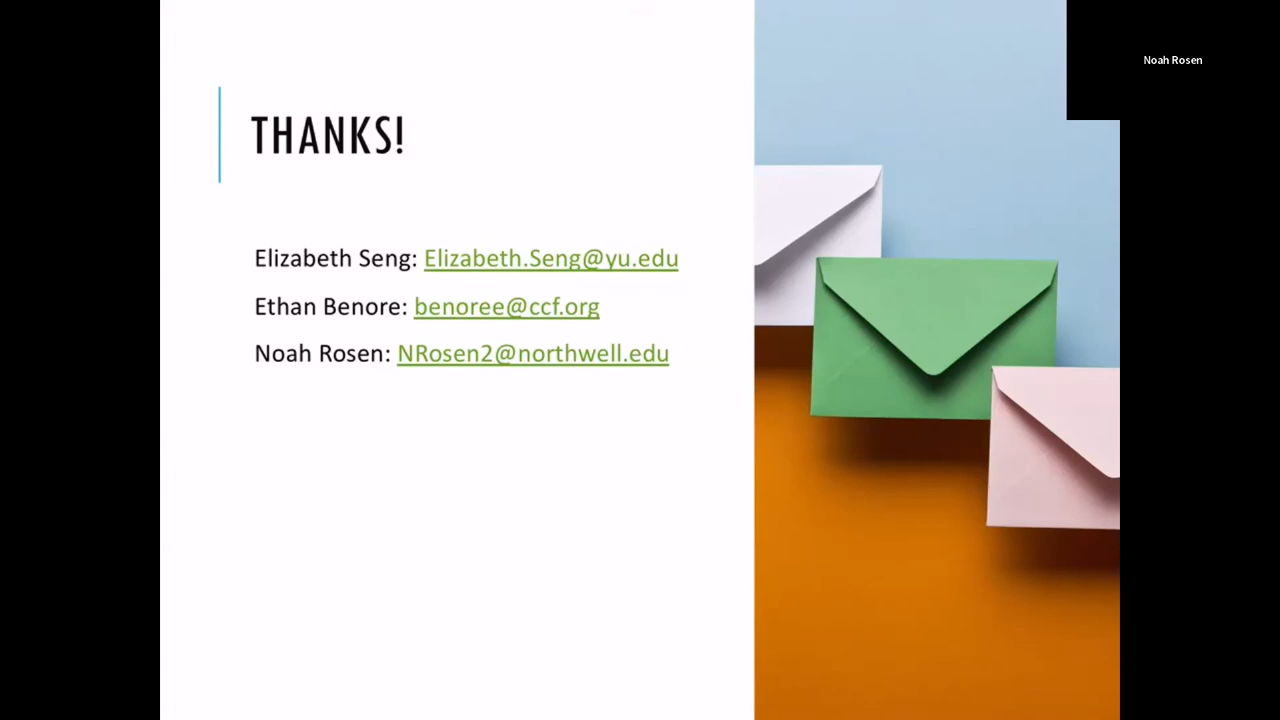 Noah Rosen
THANKS!
Elizabeth Seng: Elizabeth.Seng@yu.edu
Ethan Benore: benoree@ccf.org
Noah Rosen: NRosen2@northwell.edu